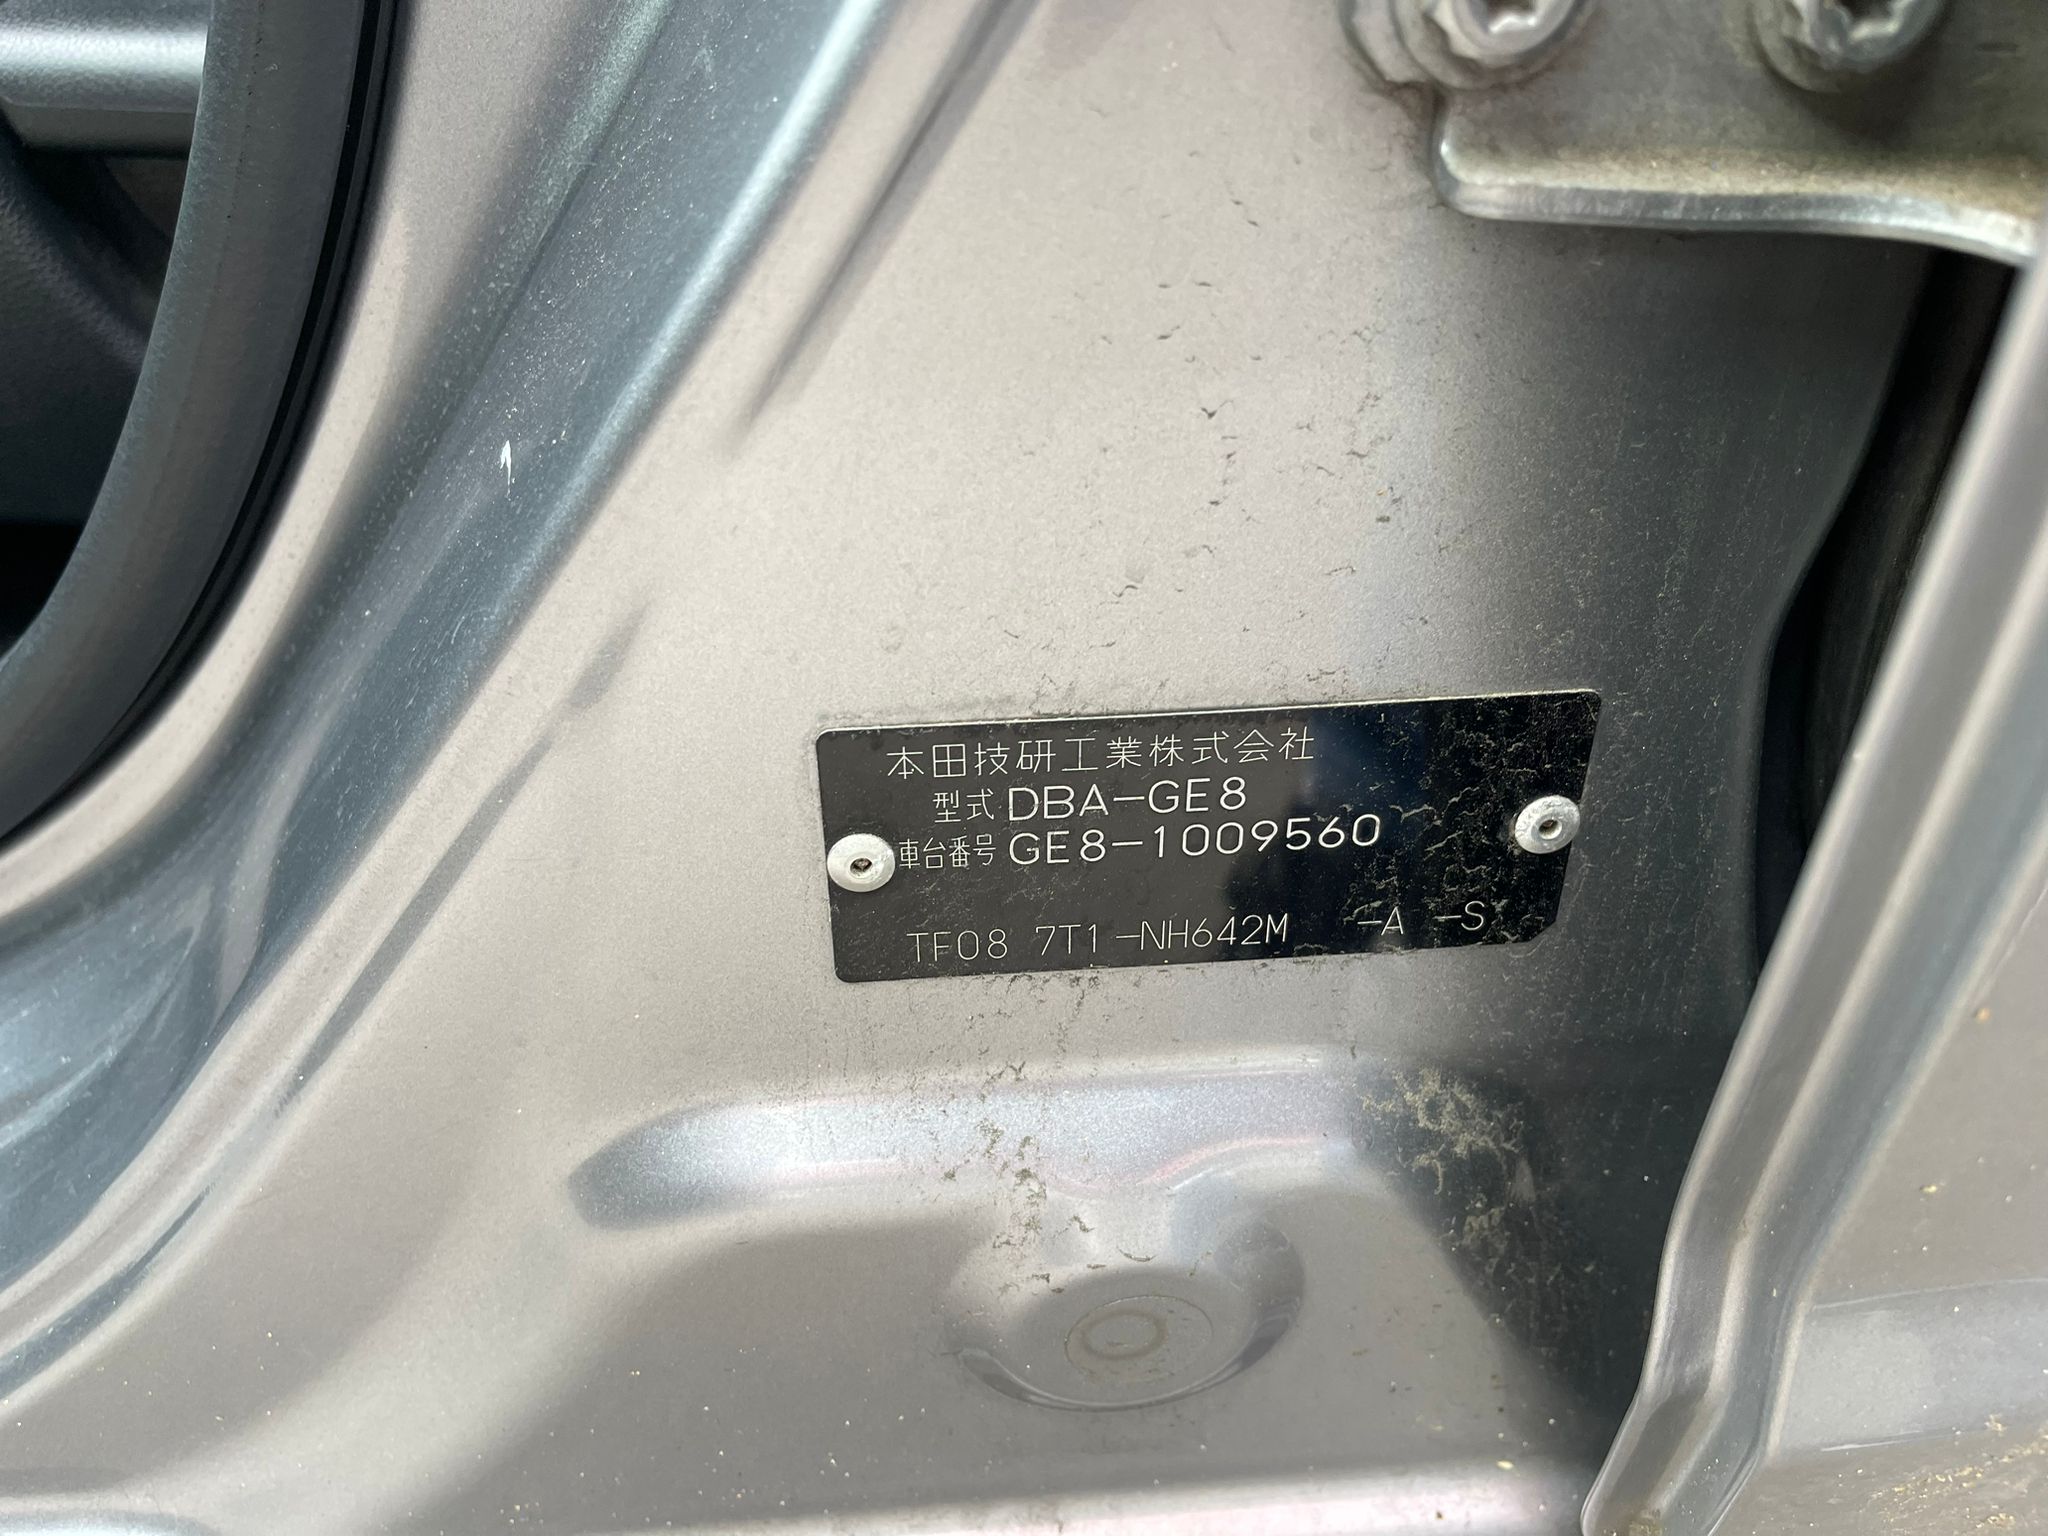 本田技研工業株式会社
型式 DBA-GE8
車台番号 GE8-1009560
TF08 7T1-NH642M -A -S